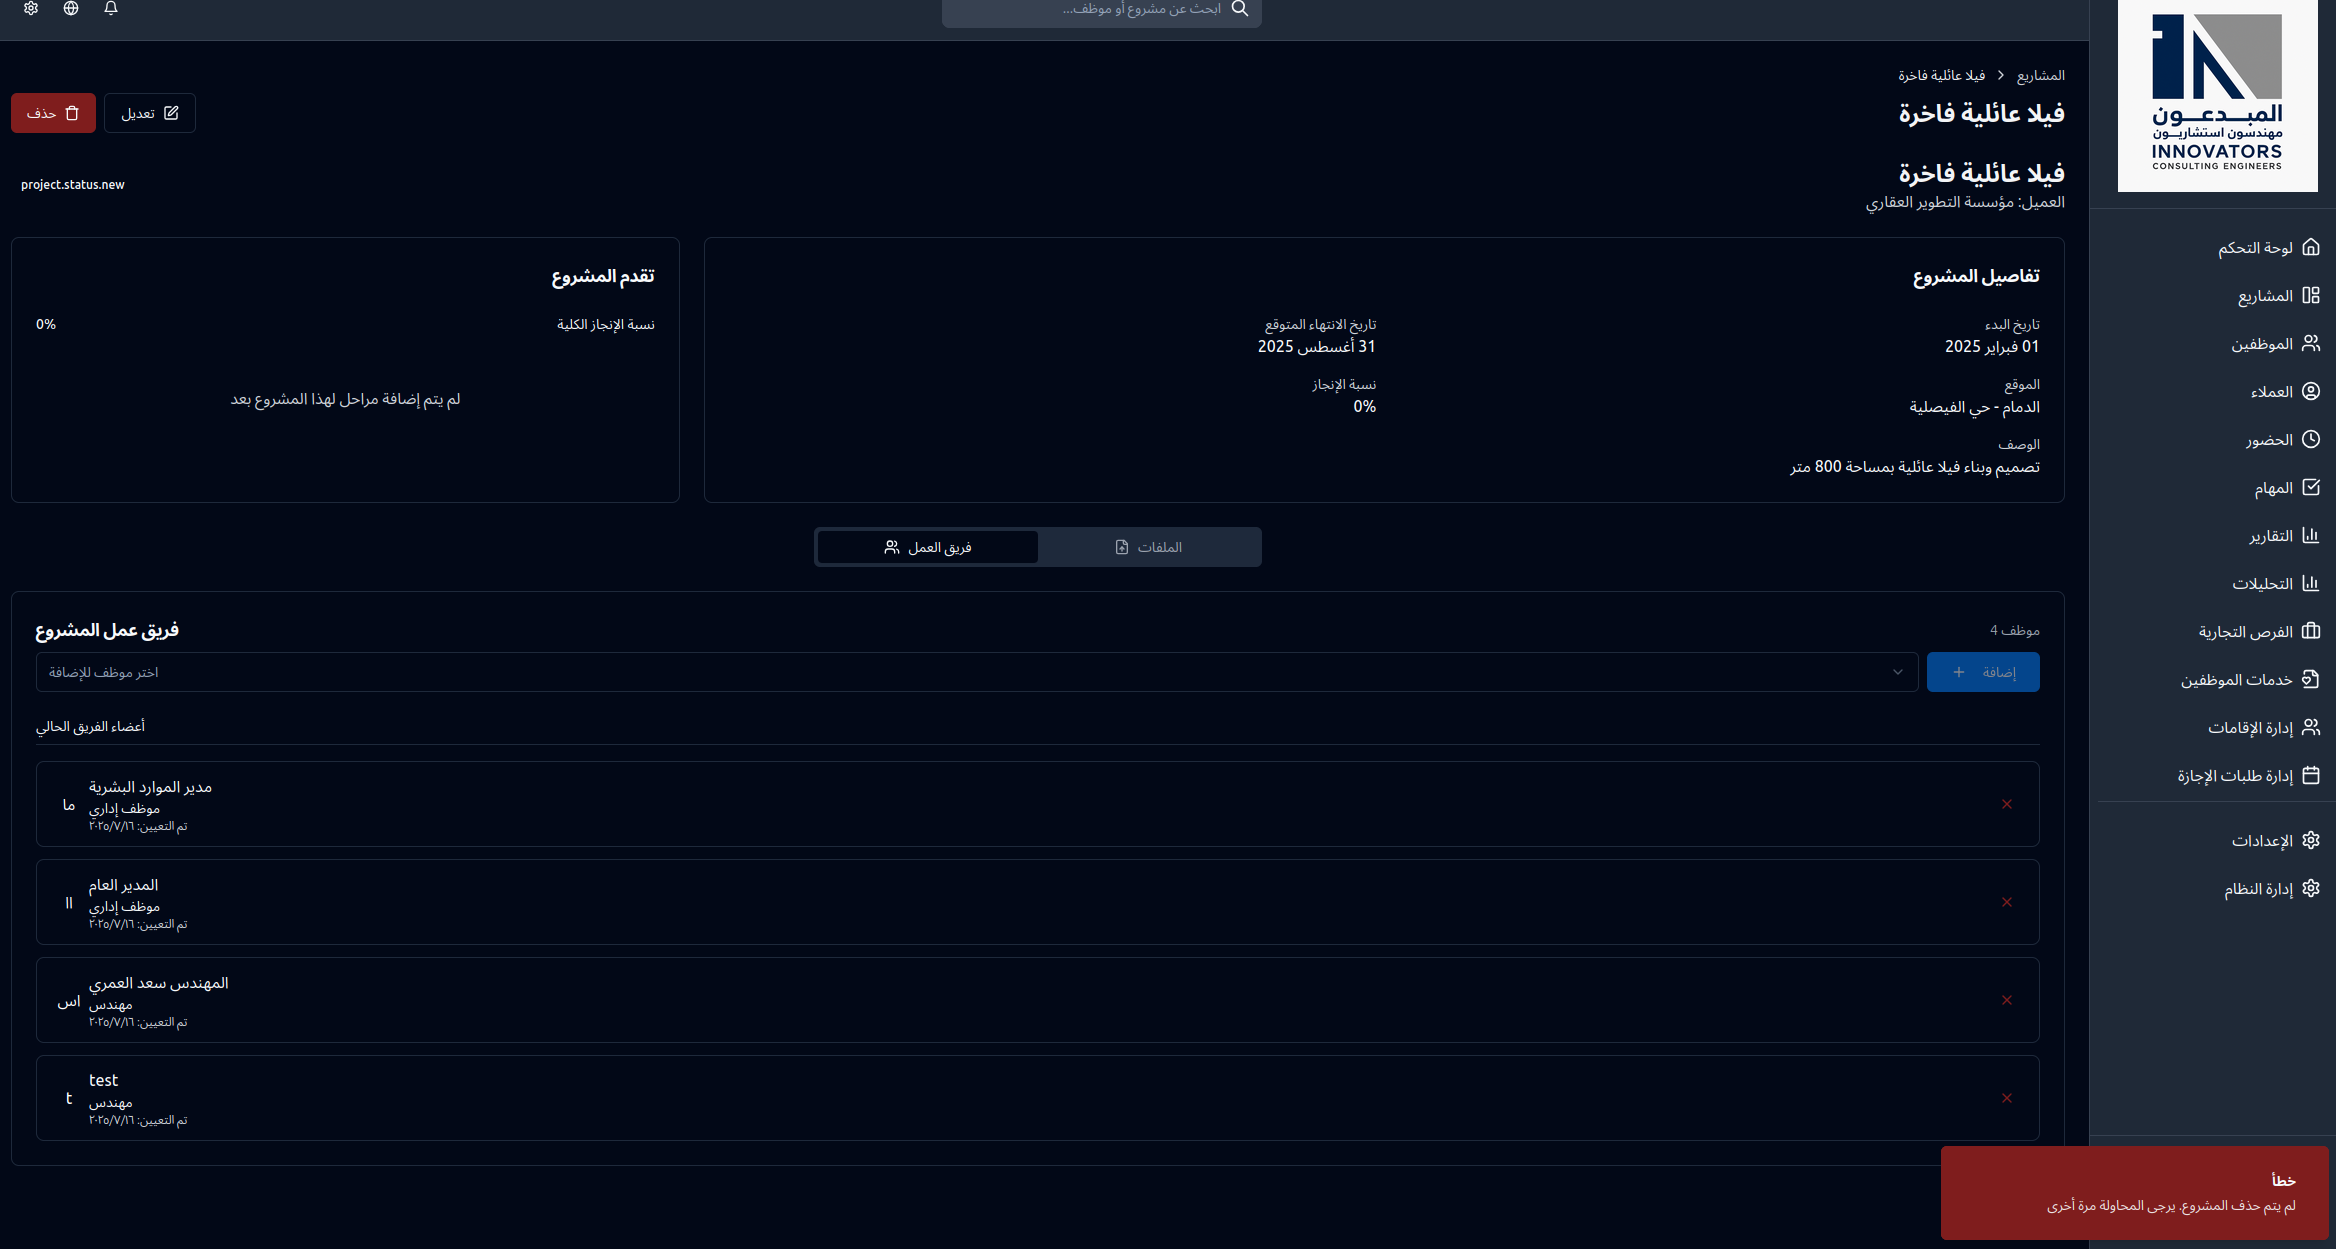 ابحث عن مشروع أو موظف...
المبدعون
مهندسون استشاريون
INNOVATORS
CONSULTING ENGINEERS
لوحة التحكم
المشاريع
الموظفين
العملاء
الحضور
المهام
التقارير
التحليلات
الفرص التجارية
خدمات الموظفين
إدارة الإقامات
إدارة طلبات الإجازة
الإعدادات
إدارة النظام
المشاريع
فيلا عائلية فاخرة
فيلا عائلية فاخرة
تعديل
حذف
فيلا عائلية فاخرة
project.status.new
العميل: مؤسسة التطوير العقاري
تفاصيل المشروع
تاريخ البدء
01 فبراير 2025
تاريخ الانتهاء المتوقع
31 أغسطس 2025
الموقع
الدمام - حي الفيصلية
نسبة الإنجاز
0%
الوصف
تصميم وبناء فيلا عائلية بمساحة 800 متر
تقدم المشروع
نسبة الإنجاز الكلية
0%
لم يتم إضافة مراحل لهذا المشروع بعد
الملفات
فريق العمل
موظف 4
فريق عمل المشروع
إضافة
اختر موظف للإضافة
أعضاء الفريق الحالي
ما
مدير الموارد البشرية
موظف إداري
تم التعيين: ٢٠٢٥/٧/١٦
اا
المدير العام
موظف إداري
تم التعيين: ٢٠٢٥/٧/١٦
اس
المهندس سعد العمري
مهندس
تم التعيين: ٢٠٢٥/٧/١٦
t
test
مهندس
تم التعيين: ٢٠٢٥/٧/١٦
خطأ
لم يتم حذف المشروع. يرجى المحاولة مرة أخرى